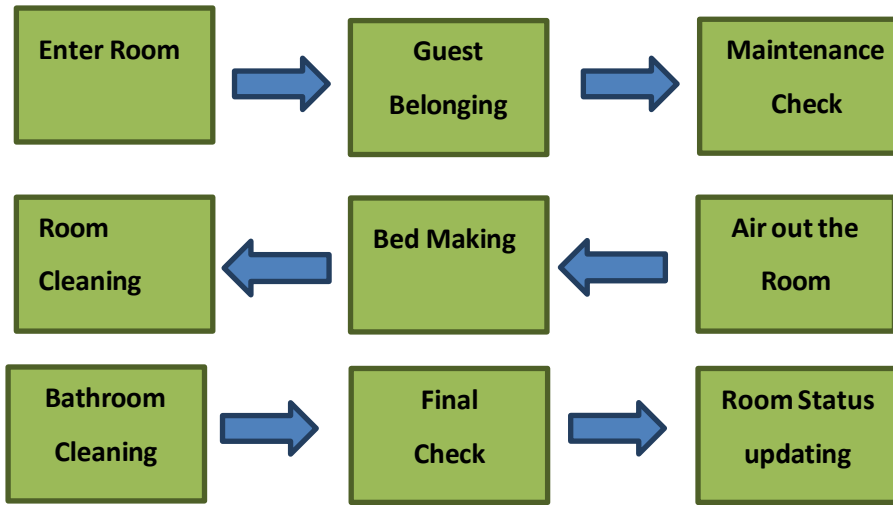 Enter Room
Guest
Belonging
Maintenance
Check
Room
Cleaning
Bed Making
Air out the
Room
Bathroom
Cleaning
Final
Check
Room Status
updating